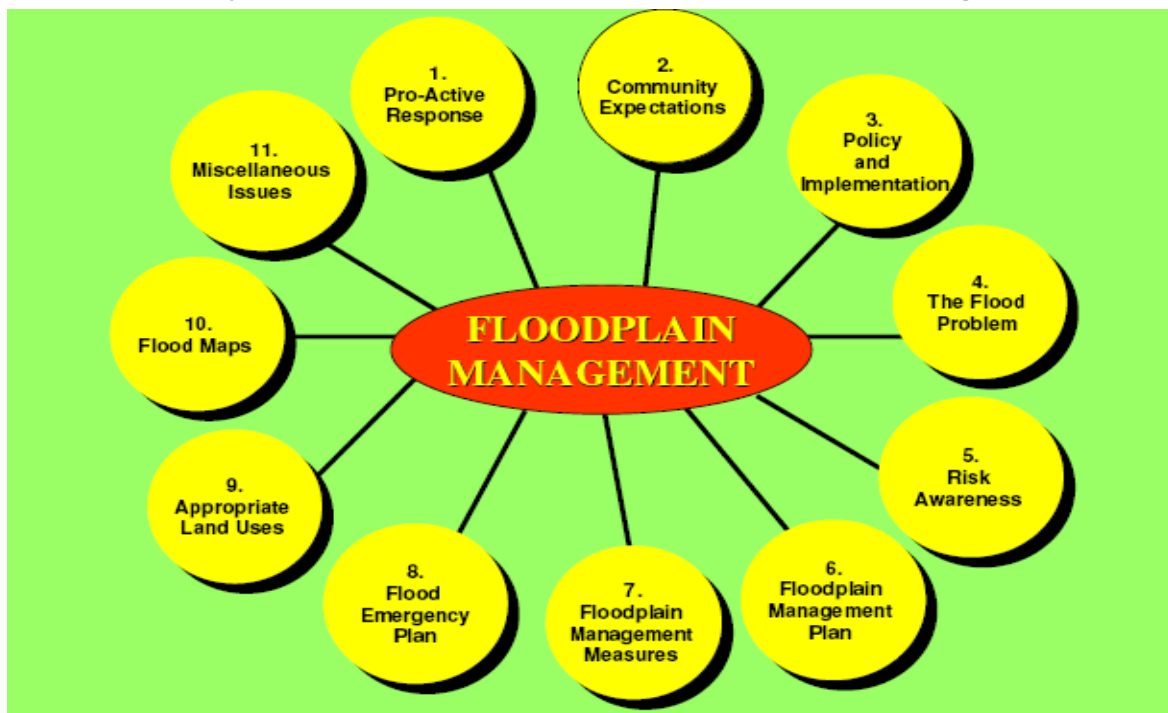 1.
Pro-Active
Response
2.
Community
Expectations
3.
Policy
and
Implementation
4.
The Flood
Problem
5.
Risk
Awareness
6.
Floodplain
Management
Plan
7.
Floodplain
Management
Measures
8.
Flood
Emergency
Plan
9.
Appropriate
Land Uses
10.
Flood Maps
11.
Miscellaneous
Issues
FLOODPLAIN
MANAGEMENT